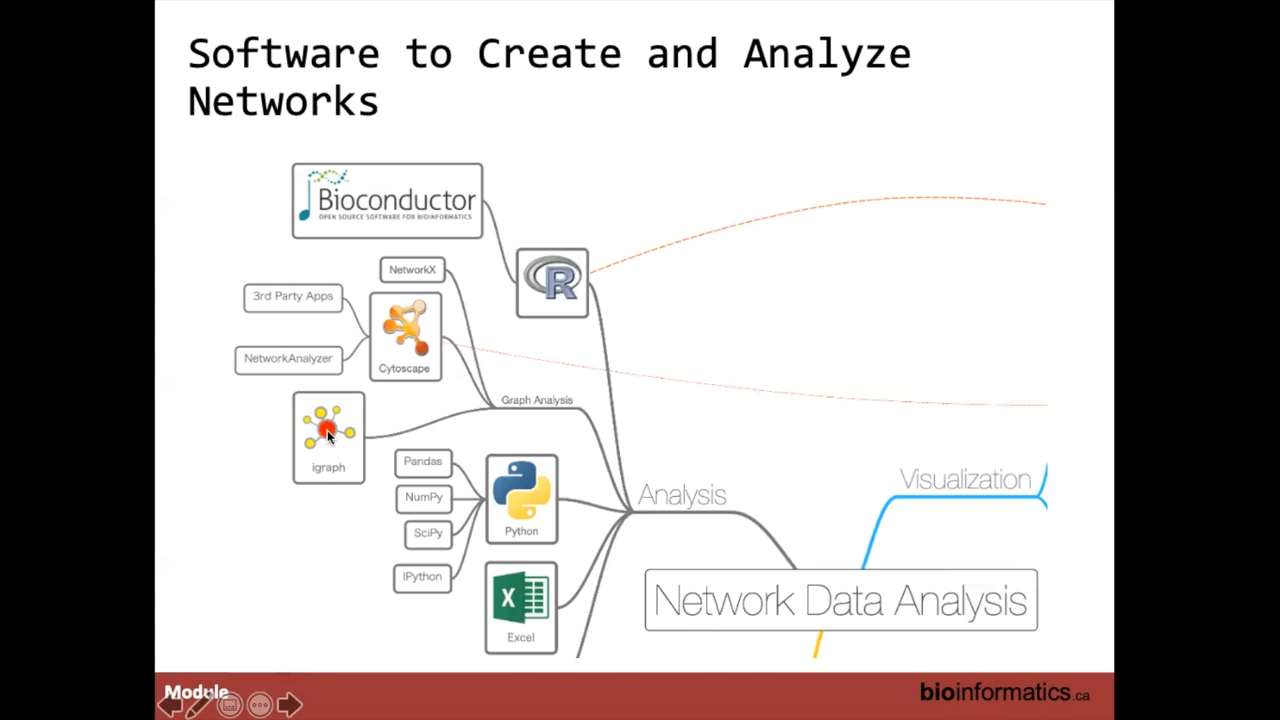 Software to Create and Analyze
Networks
Bioconductor
OPEN SOURCE SOFTWARE FOR BIOINFORMATICS
R
NetworkX
3rd Party Apps
NetworkAnalyzer
Cytoscape
Graph Analysis
igraph
Pandas
NumPy
SciPy
IPython
Python
X
Excel
Analysis
Visualization
Network Data Analysis
Module
bioinformatics.ca